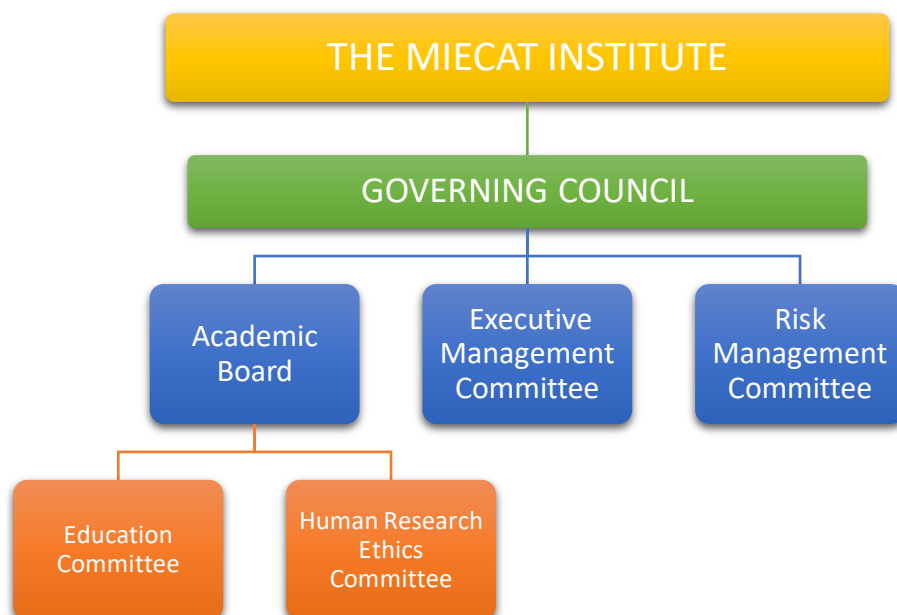 THE MIECAT INSTITUTE
GOVERNING COUNCIL
Academic
Board
Executive
Management
Committee
Risk
Management
Committee
Education
Committee
Human Research
Ethics
Committee